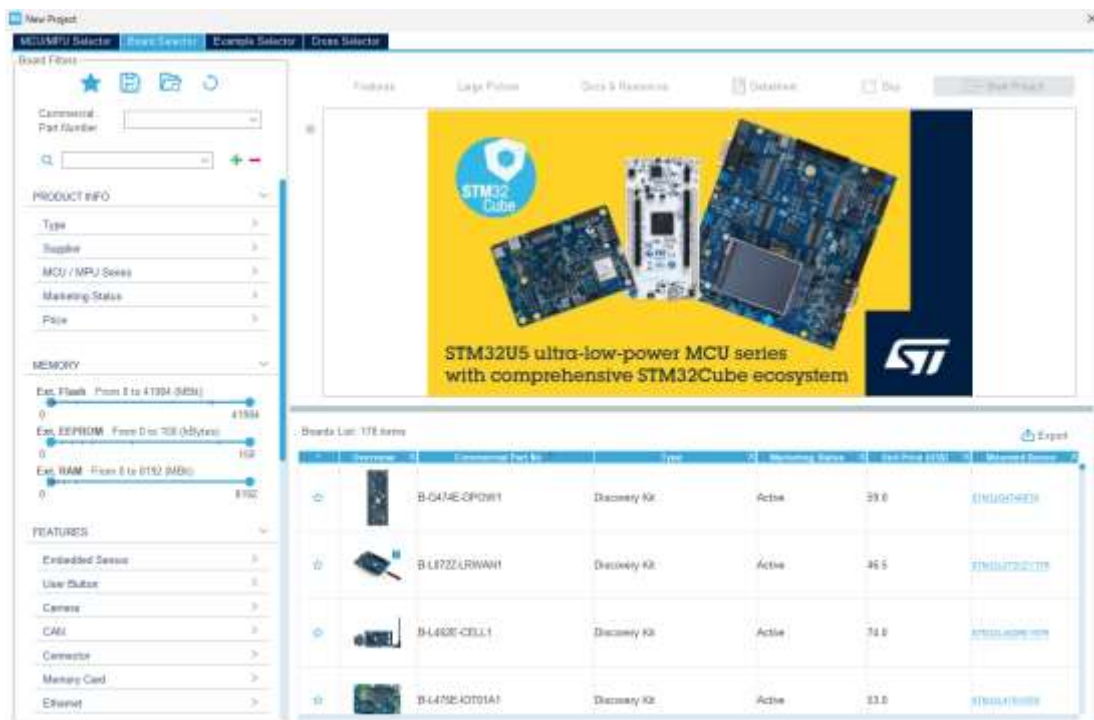 New Project
MCU/MPU Selector
Board Selector
Example Selector
Cross Selector
Board Filters
Features
Large Picture
Docs & Resources
Datasheet
Buy
Start Project
Commercial
Part Number
PRODUCT INFO
Type
Supplier
MCU / MPU Series
Marketing Status
Price
MEMORY
Ext. Flash From 0 to 41984 (MBit)
0 41984
Ext. EEPROM From 0 to 168 (kBytes)
0 168
Ext. RAM From 0 to 8192 (MBit)
0 8192
FEATURES
Embedded Sensor
User Button
Camera
CAN
Connector
Memory Card
Ethernet
STM32
Cube
STM32U5 ultra-low-power MCU series
with comprehensive STM32Cube ecosystem
ST
Boards List: 178 items
Export
* Overview Commercial Part No Type Marketing Status Unit Price (US$) Mounted Device
B-G474E-DPOW1 Discovery Kit Active 59.0
B-L072Z-LRWAN1 Discovery Kit Active 46.5
B-L462E-CELL1 Discovery Kit Active 74.0
B-L475E-IOT01A1 Discovery Kit Active 53.0